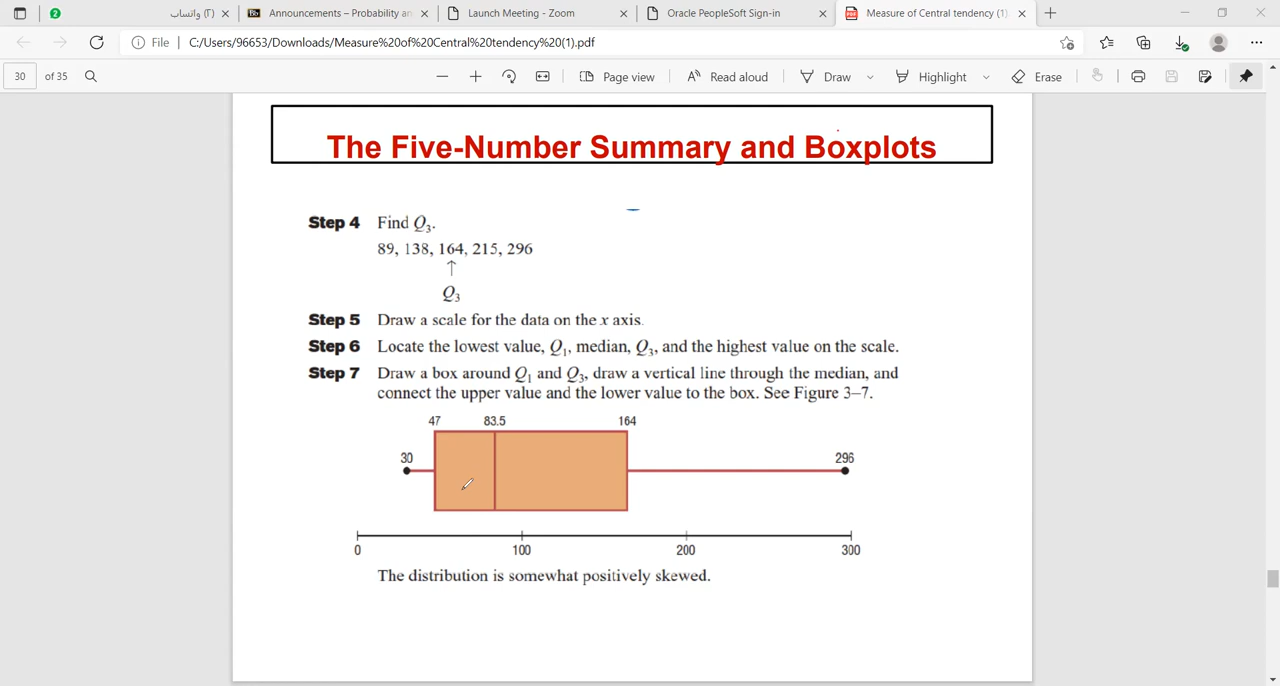 (٢) واتساب
2
Announcements – Probability an
Launch Meeting - Zoom
Oracle PeopleSoft Sign-in
Measure of Central tendency (1)
File
C:/Users/96653/Downloads/Measure%20of%20Central%20tendency%20(1).pdf
30 of 35
Page view
Read aloud
Draw
Highlight
Erase
The Five-Number Summary and Boxplots
Step 4 Find Q3.
89, 138, 164, 215, 296
↑
Q3
Step 5 Draw a scale for the data on the x axis.
Step 6 Locate the lowest value, Q1, median, Q3, and the highest value on the scale.
Step 7 Draw a box around Q1 and Q3, draw a vertical line through the median, and
connect the upper value and the lower value to the box. See Figure 3–7.
47 83.5 164
30 296
0 100 200 300
The distribution is somewhat positively skewed.